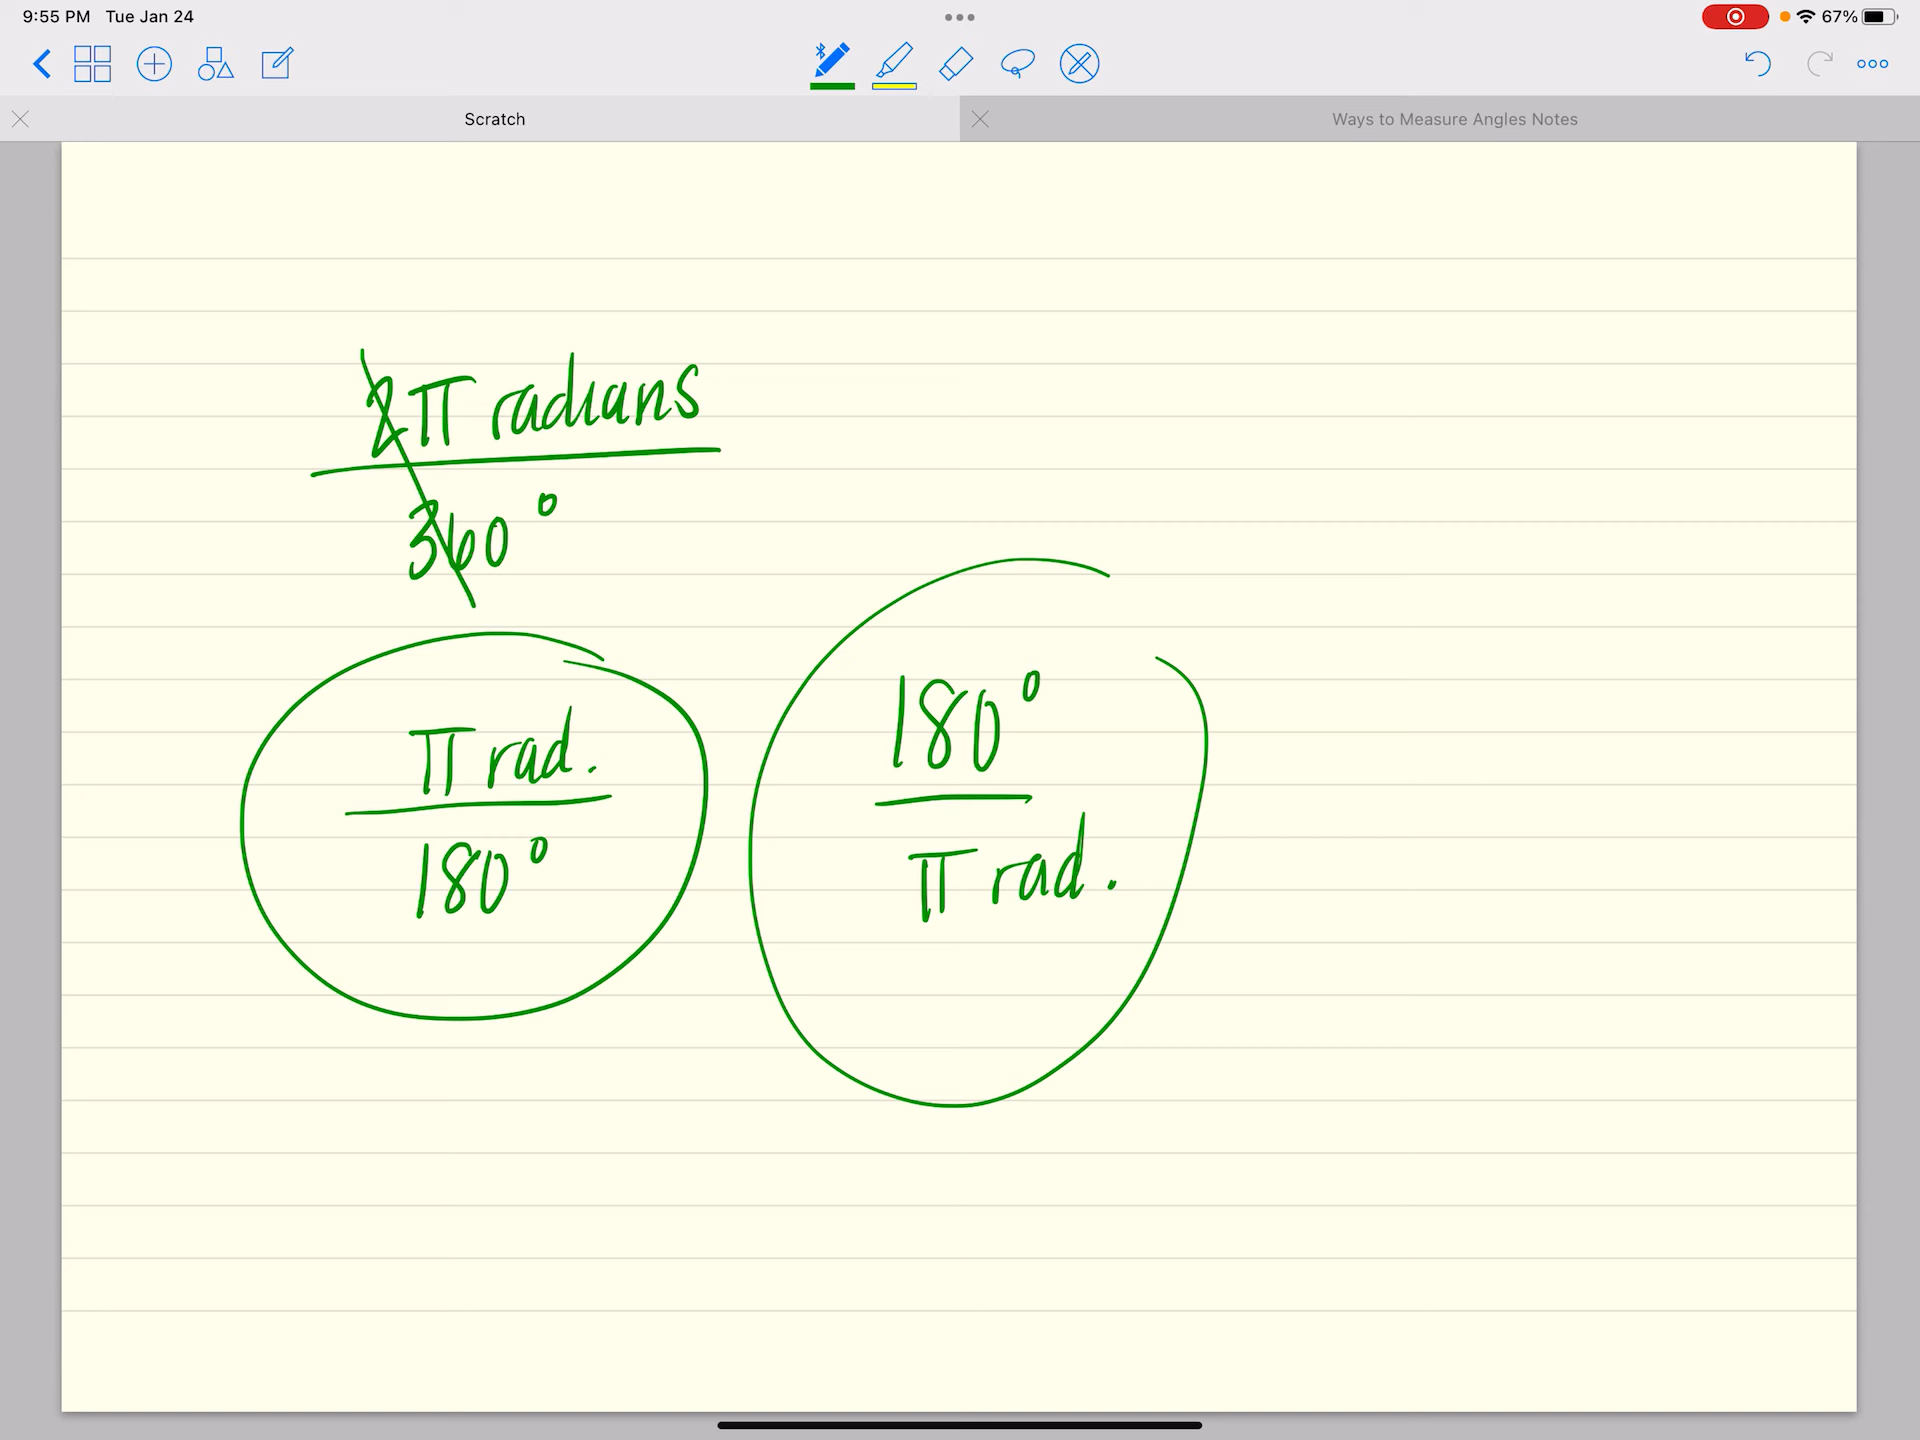 9:55 PM Tue Jan 24
67%
Scratch
Ways to Measure Angles Notes
2π radians
360°
π rad.
180°
180°
π rad.